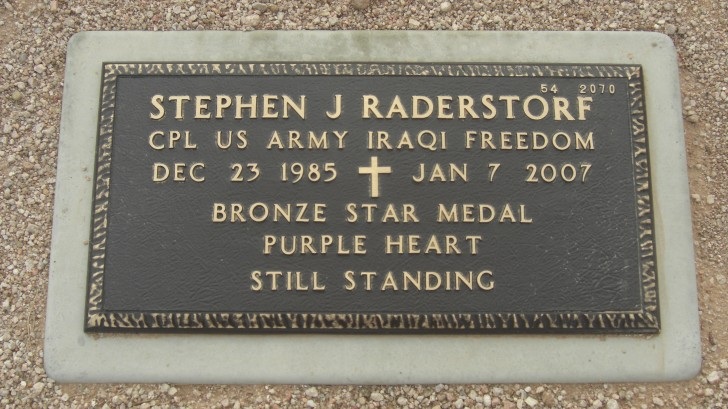 54 2070
STEPHEN J RADERSTORF
CPL US ARMY IRAQI FREEDOM
DEC 23 1985 JAN 7 2007
BRONZE STAR MEDAL
PURPLE HEART
STILL STANDING